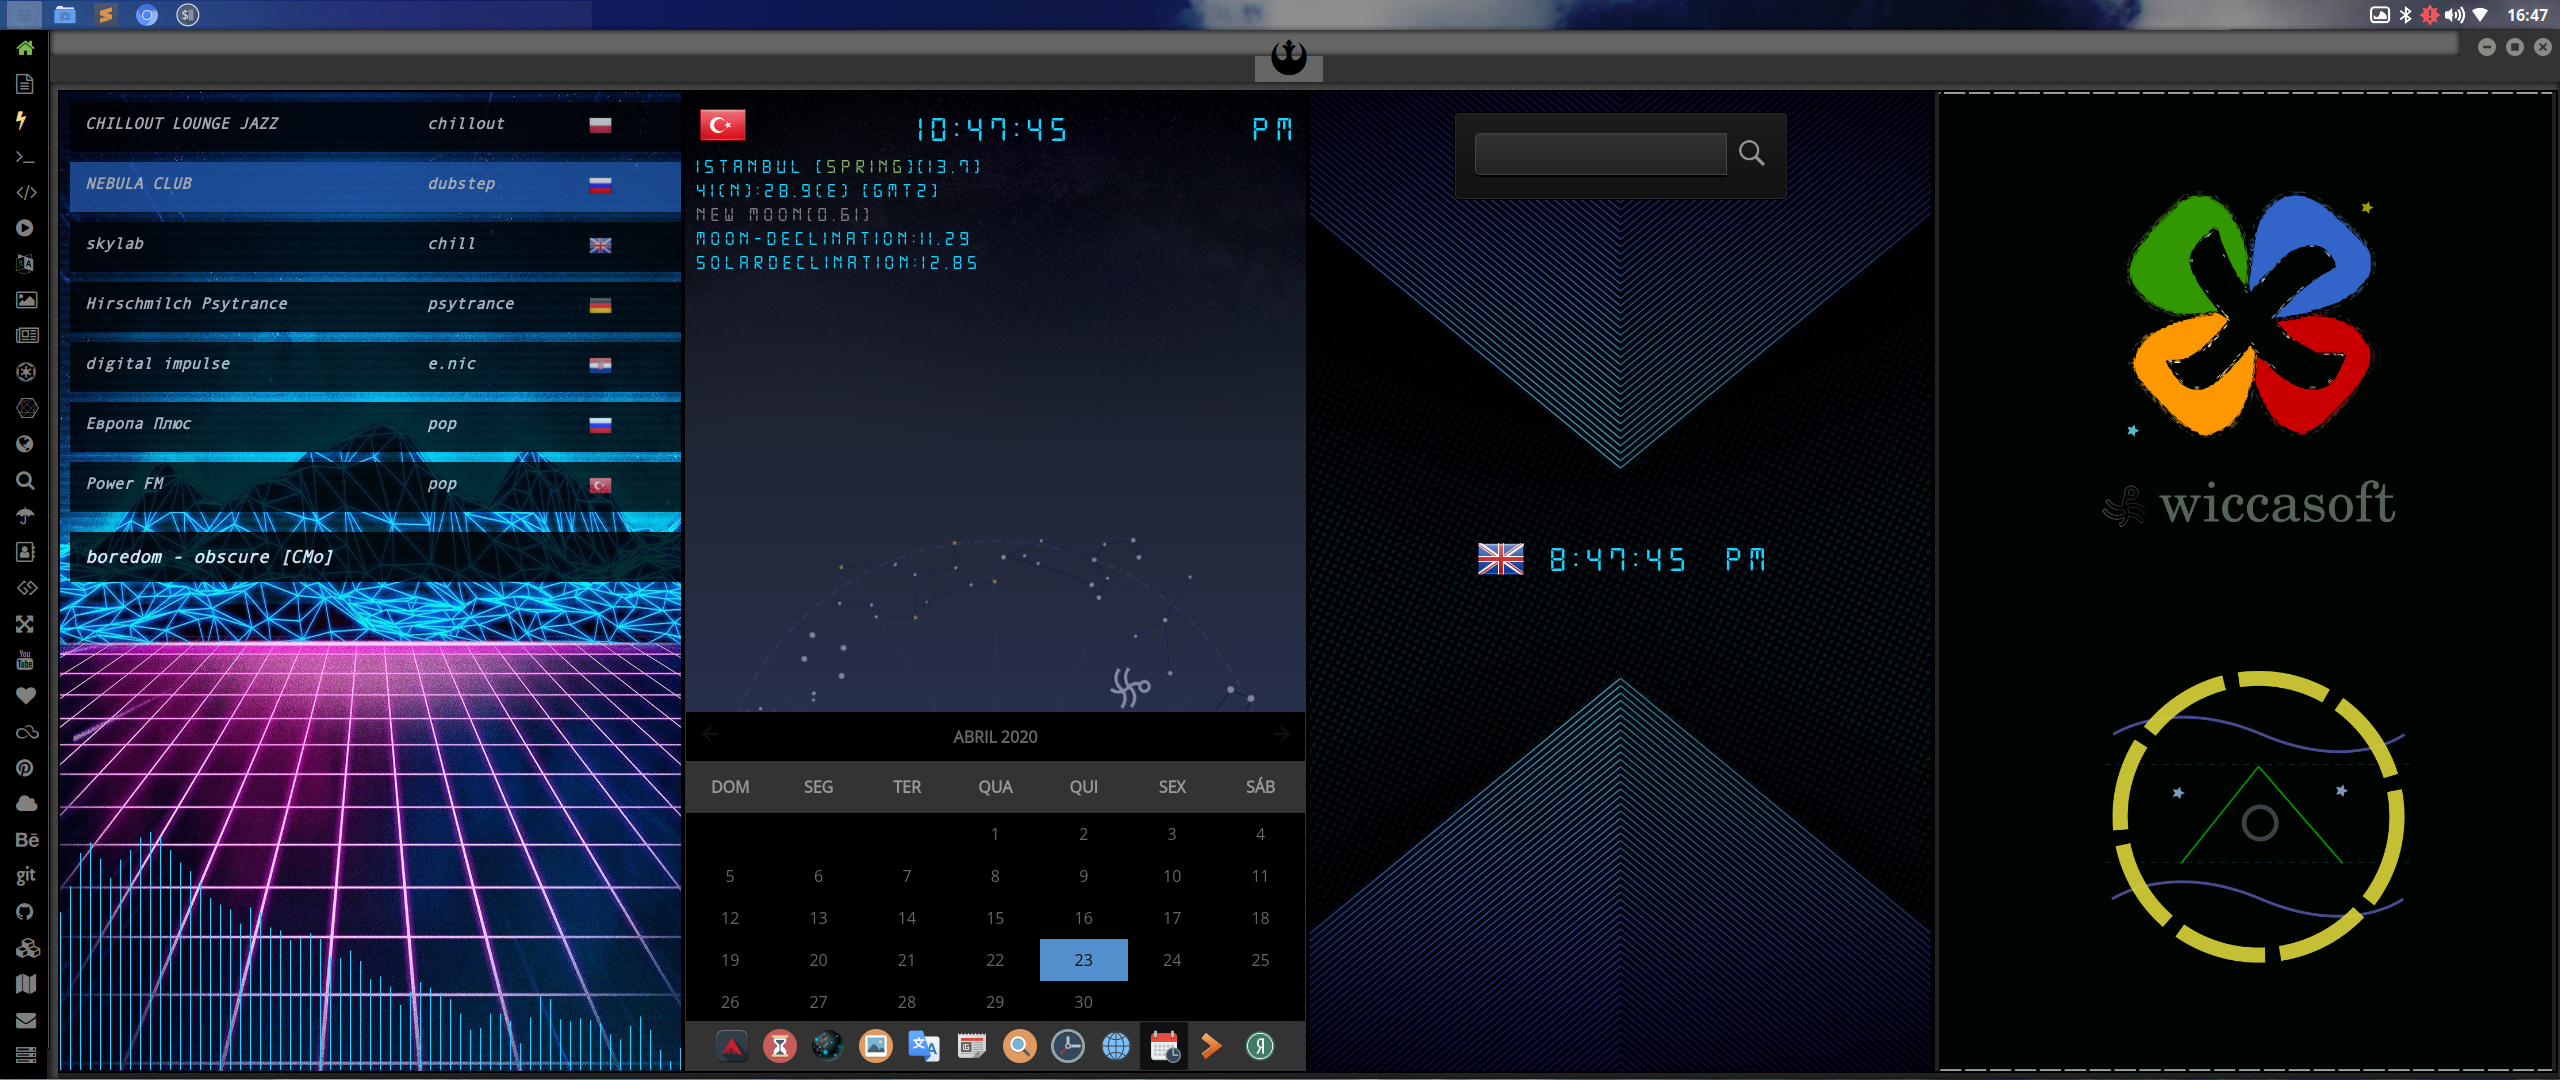 16:47
CHILLOUT LOUNGE JAZZ chillout
NEBULA CLUB dubstep
skylab chill
Hirschmilch Psytrance psytrance
digital impulse e.nic
Европа Плюс pop
Power FM pop
boredom - obscure [CMo]
10:47:45 PM
ISTANBUL [SPRING][13.7]
41(N):28.9(E) [GMT2]
NEW MOON[0.61]
MOON-DECLINATION:11.29
SOLARDECLINATION:12.85
ABRIL 2020
DOM SEG TER QUA QUI SEX SÁB
1 2 3 4
5 6 7 8 9 10 11
12 13 14 15 16 17 18
19 20 21 22 23 24 25
26 27 28 29 30
8:47:45 PM
wiccasoft
You Tube
Bē
git